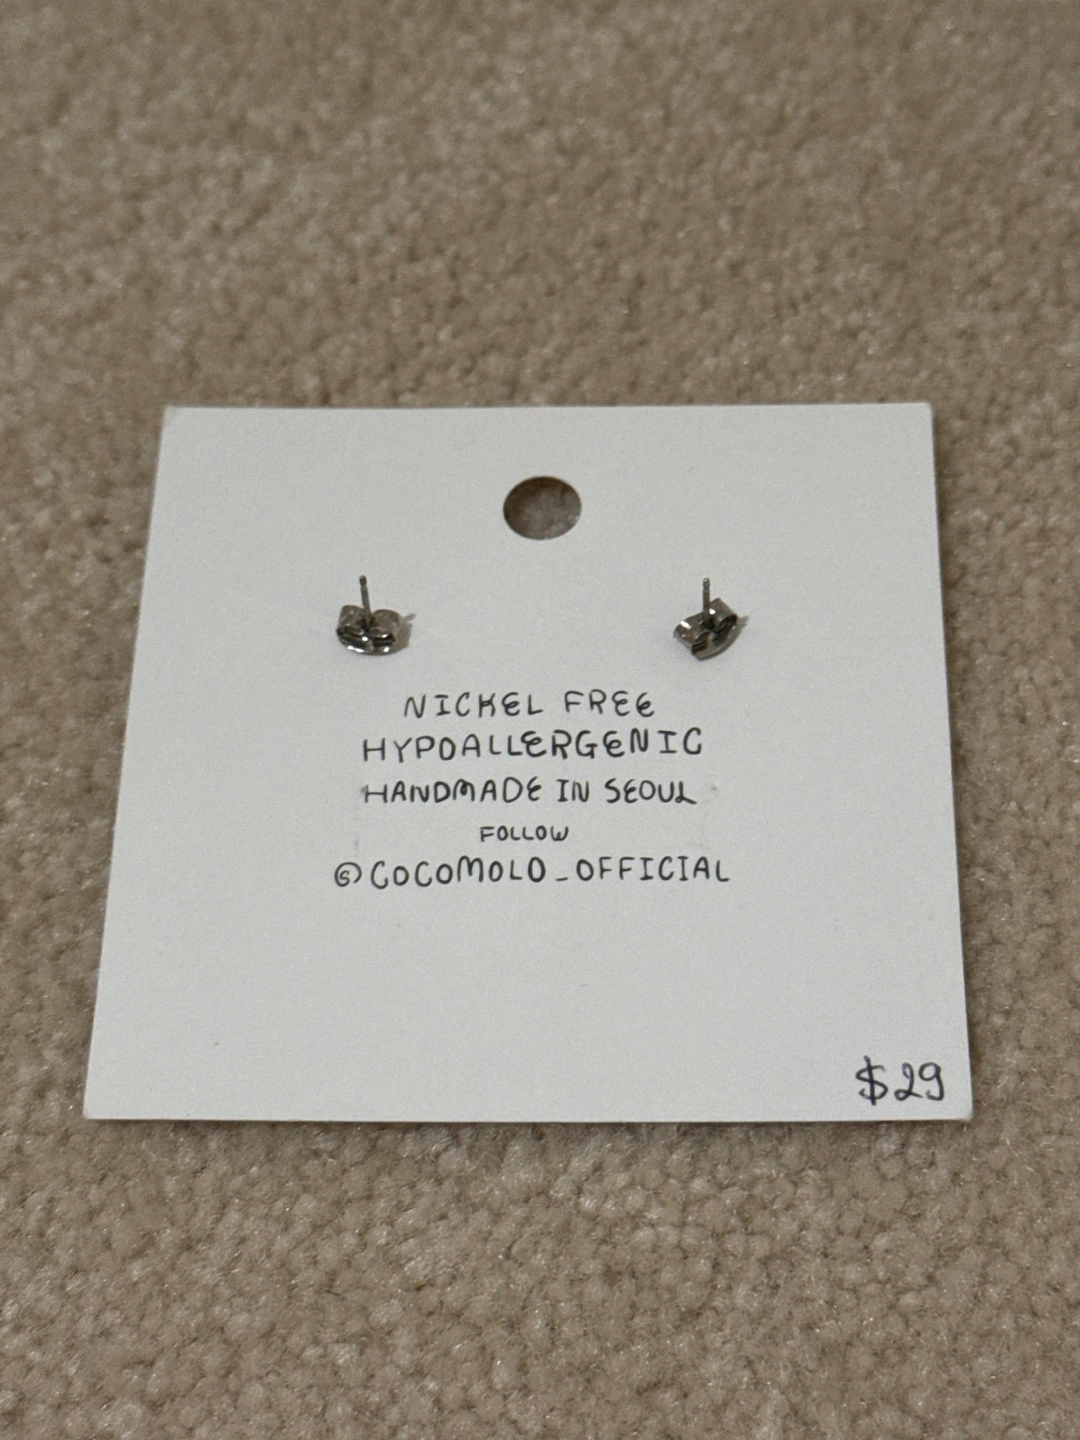 NICKEL FREE
HYPOALLERGENIC
HANDMADE IN SEOUL
FOLLOW
@COCOMOLO_OFFICIAL
$29